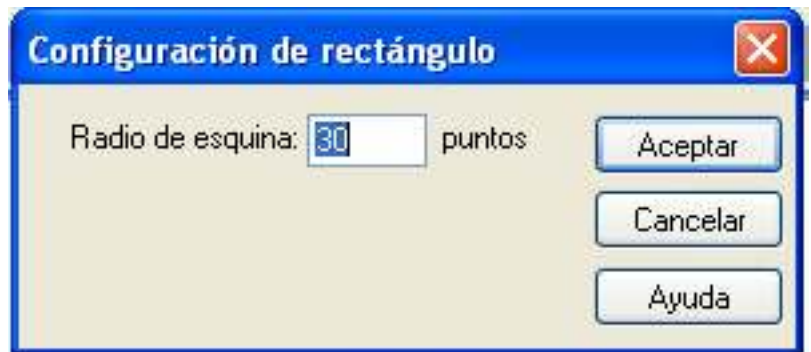 Configuración de rectángulo
Radio de esquina: 30 puntos
Aceptar
Cancelar
Ayuda